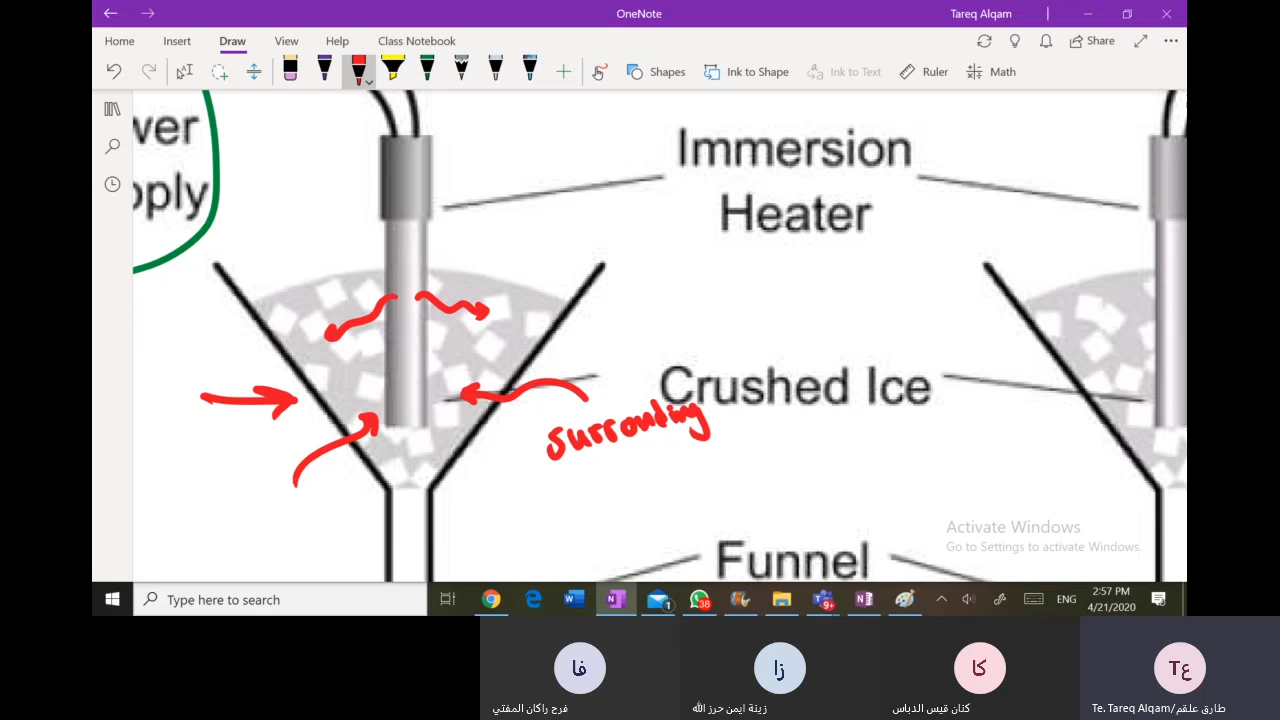 OneNote
Tareq Alqam
Home Insert Draw View Help Class Notebook
Share
Shapes Ink to Shape Ink to Text Ruler Math
wer
pply
Immersion
Heater
Crushed Ice
surrounding
Funnel
Activate Windows
Go to Settings to activate Windows.
Type here to search
1
38
9+
ENG
2:57 PM
4/21/2020
فا
زا
كا
Tع
فرح راكان المفتي
زينة ايمن حرز الله
كنان قيس الدباس
Te. Tareq Alqam/طارق علقم